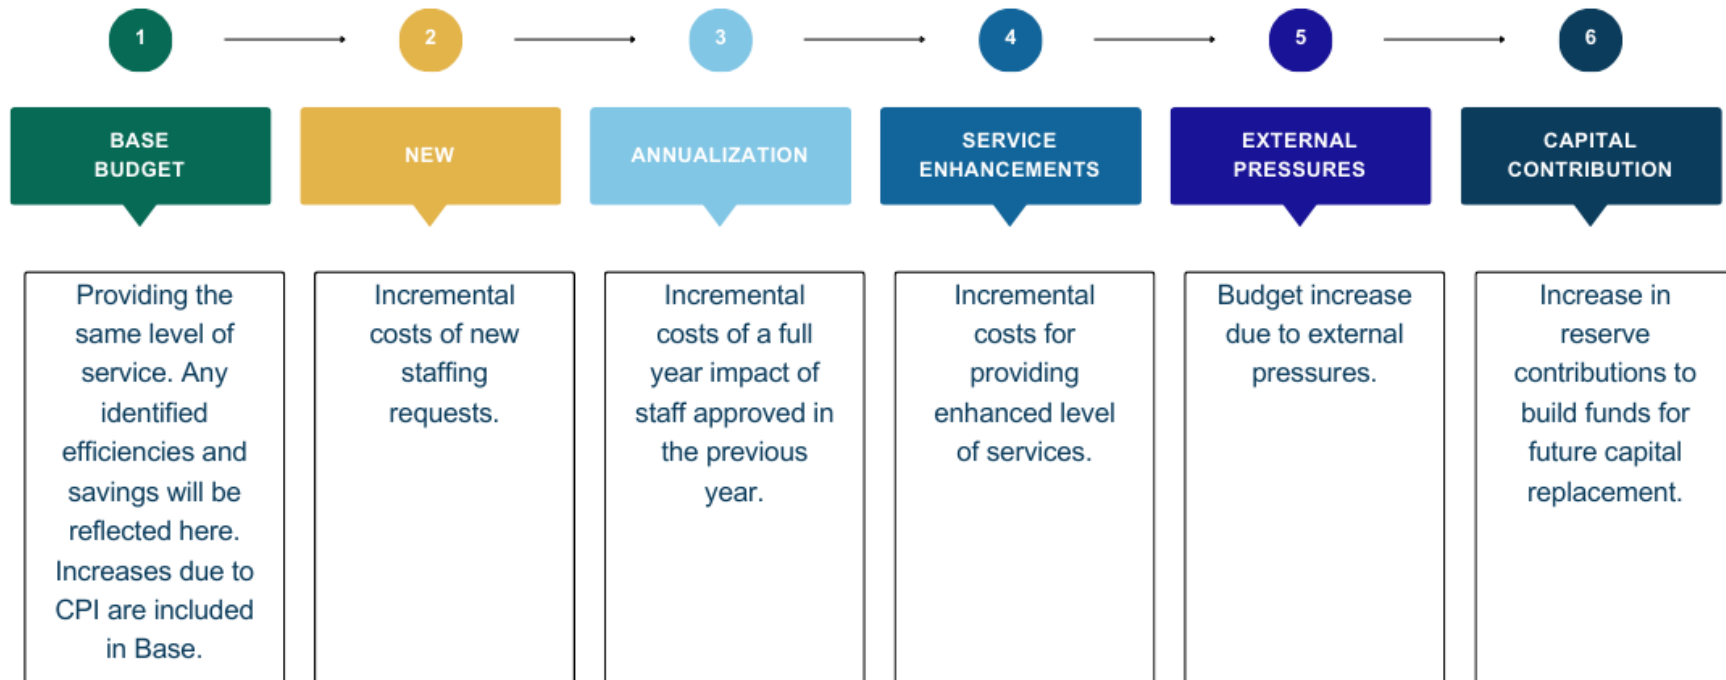 1
2
3
4
5
6
BASE
BUDGET
NEW
ANNUALIZATION
SERVICE
ENHANCEMENTS
EXTERNAL
PRESSURES
CAPITAL
CONTRIBUTION
Providing the
same level of
service. Any
identified
efficiencies and
savings will be
reflected here.
Increases due to
CPI are included
in Base.
Incremental
costs of new
staffing
requests.
Incremental
costs of a full
year impact of
staff approved in
the previous
year.
Incremental
costs for
providing
enhanced level
of services.
Budget increase
due to external
pressures.
Increase in
reserve
contributions to
build funds for
future capital
replacement.